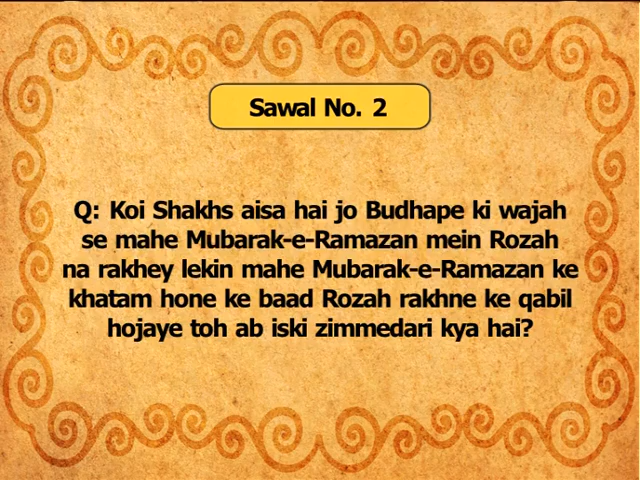 Sawal No. 2
Q: Koi Shakhs aisa hai jo Budhape ki wajah
se mahe Mubarak-e-Ramazan mein Rozah
na rakhey lekin mahe Mubarak-e-Ramazan ke
khatam hone ke baad Rozah rakhne ke qabil
hojaye toh ab iski zimmedari kya hai?